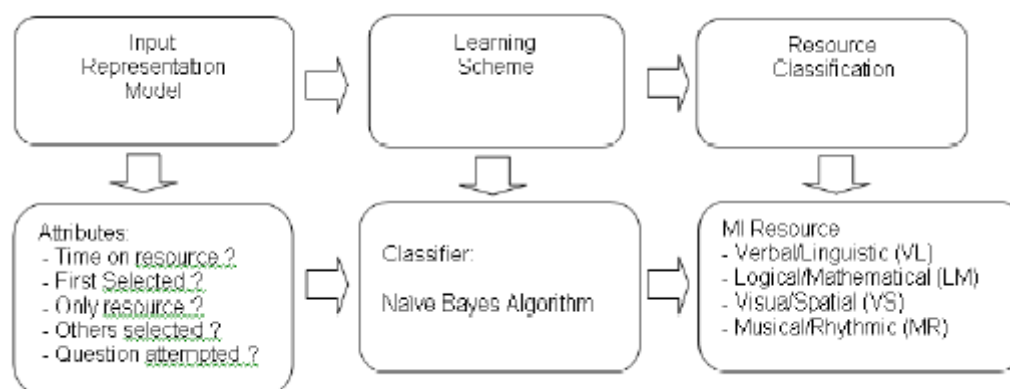 Input
Representation
Model
Learning
Scheme
Resource
Classification
Attributes:
- Time on resource ?
- First Selected ?
- Only resource ?
- Others selected ?
- Question attempted ?
Classifier:
Naive Bayes Algorithm
MI Resource
- Verbal/Linguistic (VL)
- Logical/Mathematical (LM)
- Visual/Spatial (VS)
- Musical/Rhythmic (MR)